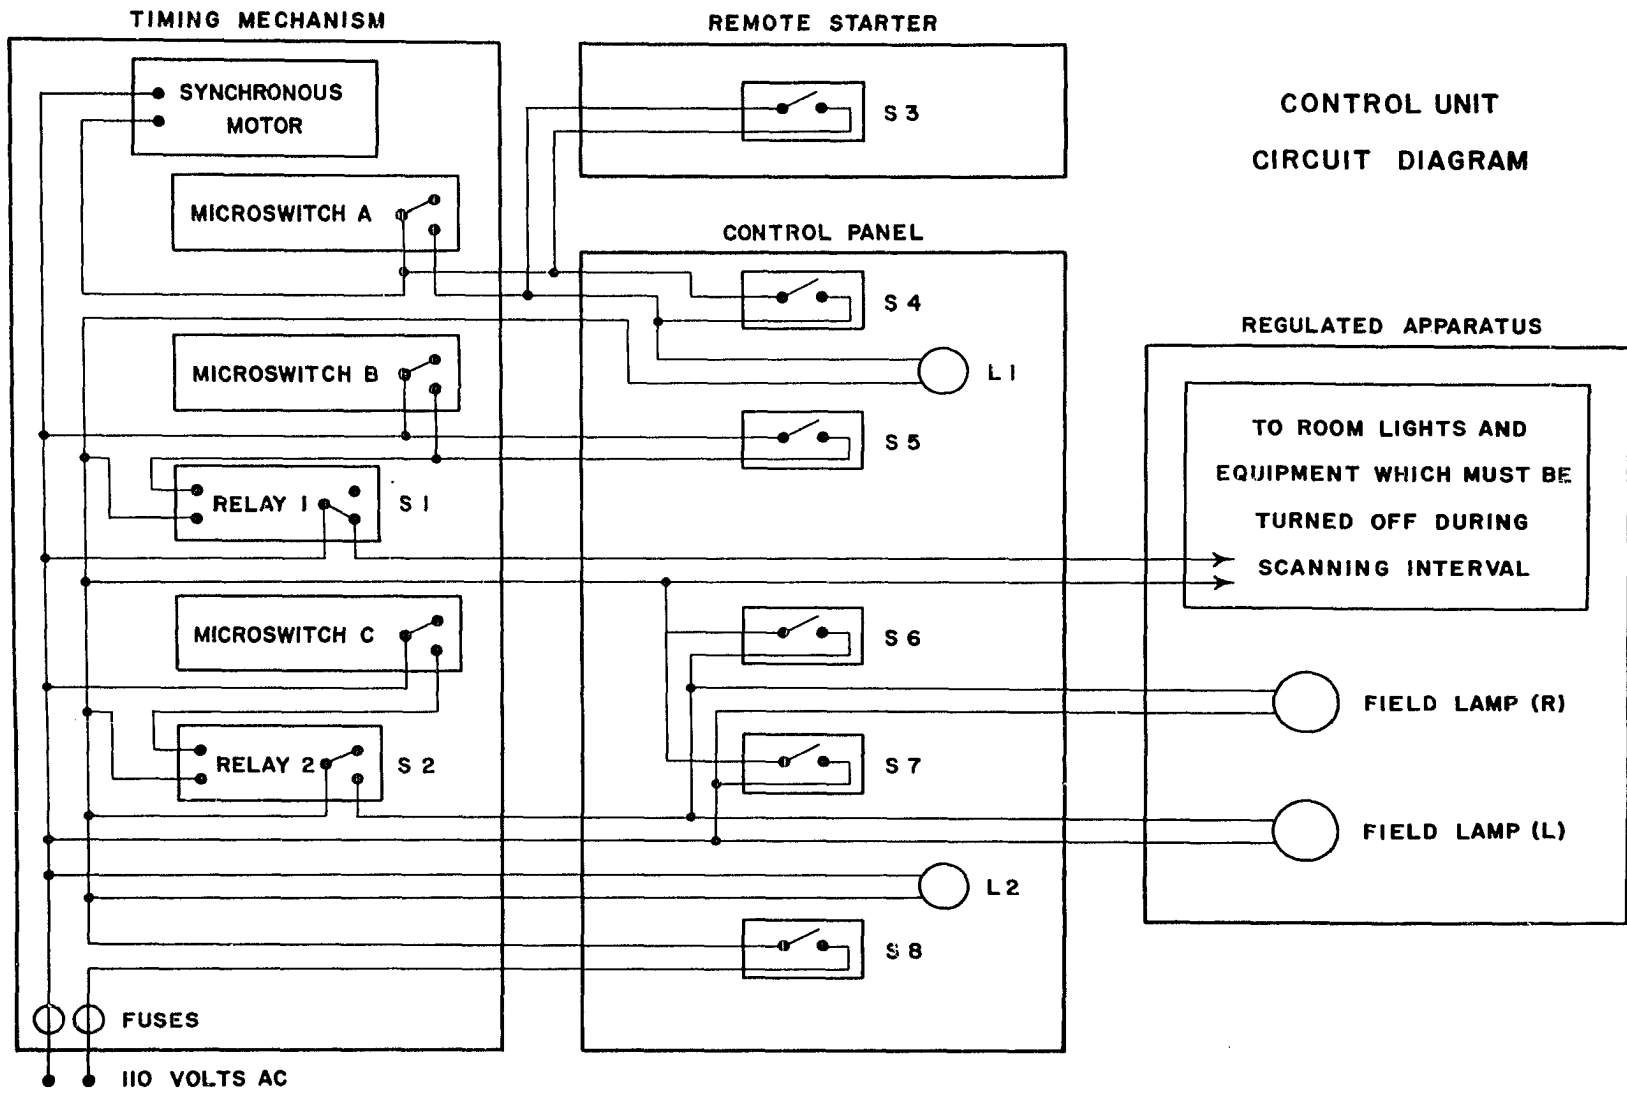 TIMING MECHANISM
REMOTE STARTER
SYNCHRONOUS
MOTOR
S 3
CONTROL UNIT
CIRCUIT DIAGRAM
MICROSWITCH A
CONTROL PANEL
S 4
REGULATED APPARATUS
MICROSWITCH B
L 1
TO ROOM LIGHTS AND
EQUIPMENT WHICH MUST BE
TURNED OFF DURING
SCANNING INTERVAL
S 5
RELAY 1
S 1
MICROSWITCH C
S 6
FIELD LAMP (R)
RELAY 2
S 2
S 7
FIELD LAMP (L)
L 2
S 8
FUSES
110 VOLTS AC